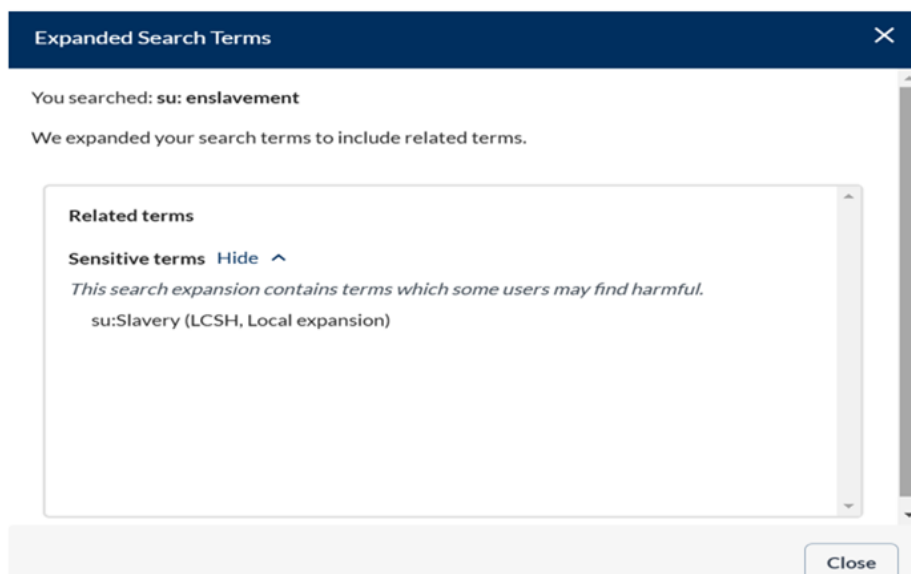 Expanded Search Terms
You searched: su: enslavement
We expanded your search terms to include related terms.
Related terms
Sensitive terms Hide
This search expansion contains terms which some users may find harmful.
su:Slavery (LCSH, Local expansion)
Close